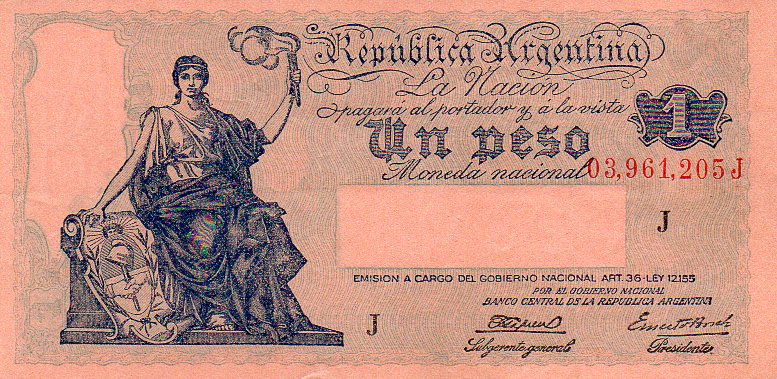 República Argentina
La Nación
pagará al portador y á la vista
Un peso
1
Moneda nacional
03,961,205 J
J
EMISION A CARGO DEL GOBIERNO NACIONAL ART. 36-LEY 12.155
POR EL GOBIERNO NACIONAL
BANCO CENTRAL DE LA REPUBLICA ARGENTINA
J
Subgerente general
Presidente